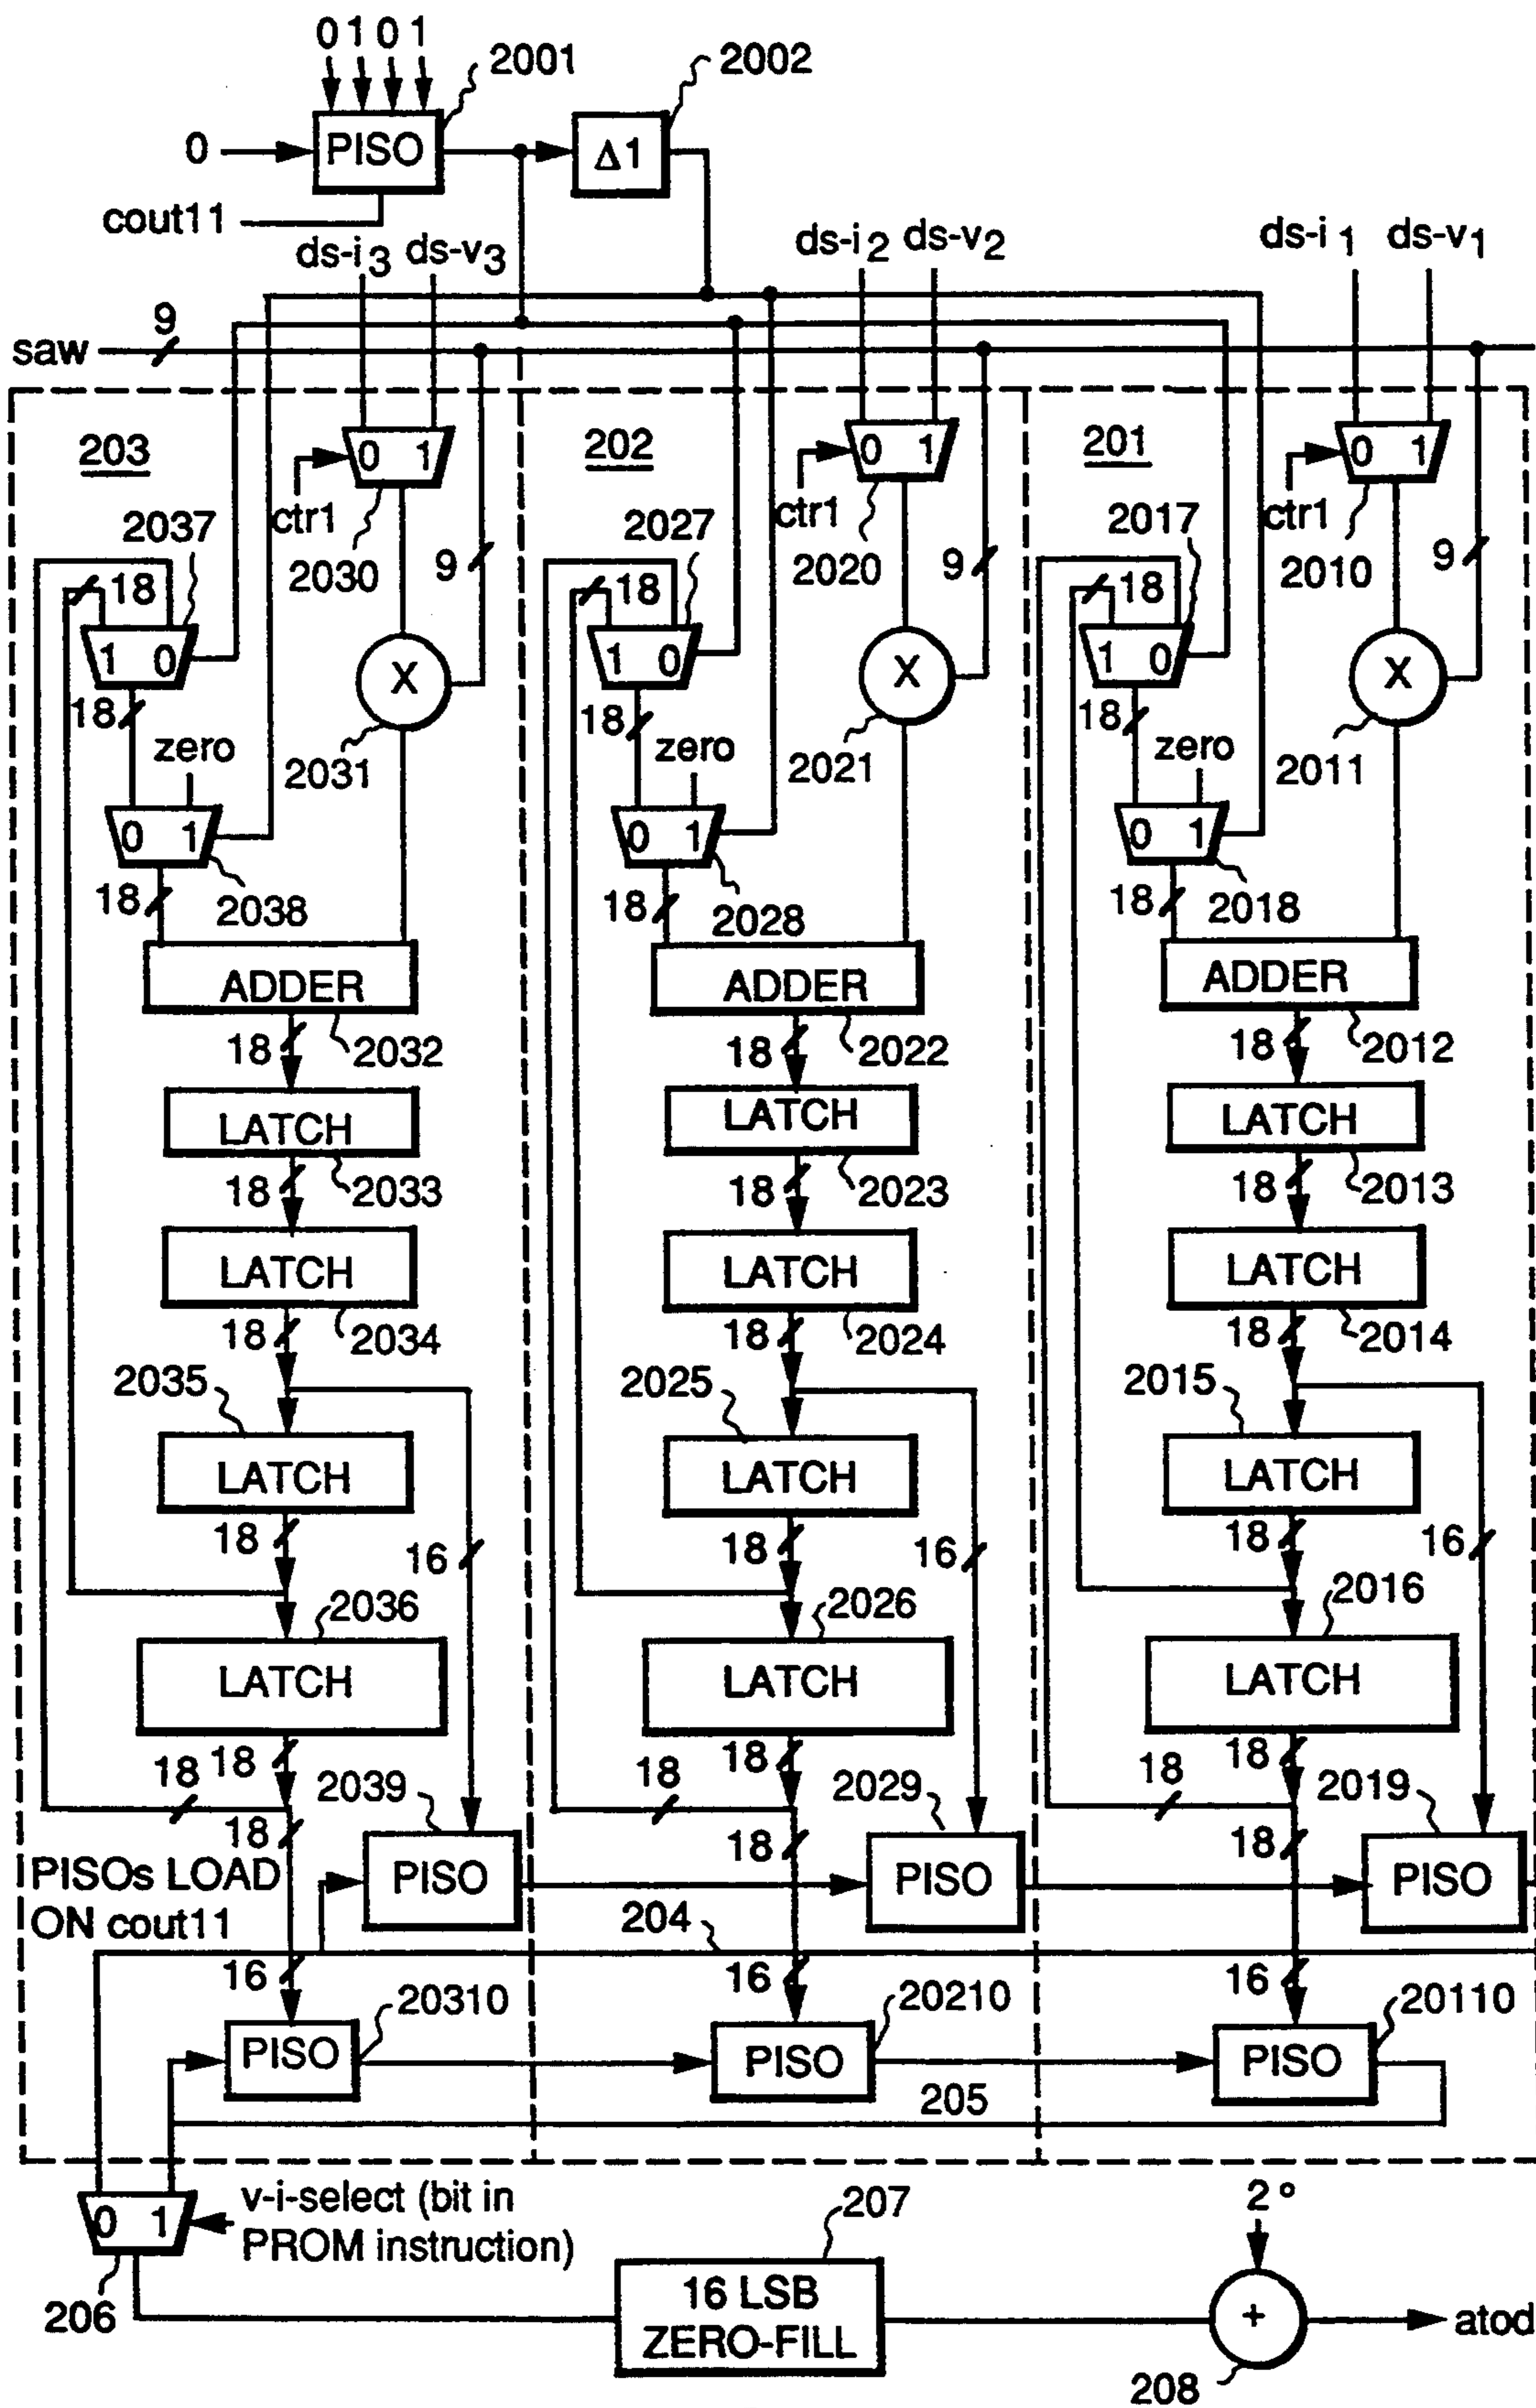 0 1 0 1
2001
2002
0
PISO
Δ1
cout11
ds-i3 ds-v3
ds-i2 ds-v2
ds-i1 ds-v1
saw
9
203
0 1
202
0 1
201
0 1
ctr1
ctr1
ctr1
2037
2030
9
2027
2020
9
2017
2010
9
18
18
18
1 0
X
1 0
X
1 0
X
18
zero
2031
18
zero
2021
18
zero
2011
0 1
0 1
0 1
18
2038
18
2028
18
2018
ADDER
ADDER
ADDER
18
2032
18
2022
18
2012
LATCH
LATCH
LATCH
18
2033
18
2023
18
2013
LATCH
LATCH
LATCH
18
2034
18
2024
18
2014
2035
2025
2015
LATCH
LATCH
LATCH
18
16
18
16
18
16
2036
2026
2016
LATCH
LATCH
LATCH
18
18
18
18
18
18
2039
2029
2019
18
18
18
PISOs LOAD
ON cout11
PISO
PISO
PISO
204
16
16
16
20310
20210
20110
PISO
PISO
PISO
205
0 1
v-i-select (bit in
PROM instruction)
206
207
16 LSB
ZERO-FILL
2°
+
atod
208